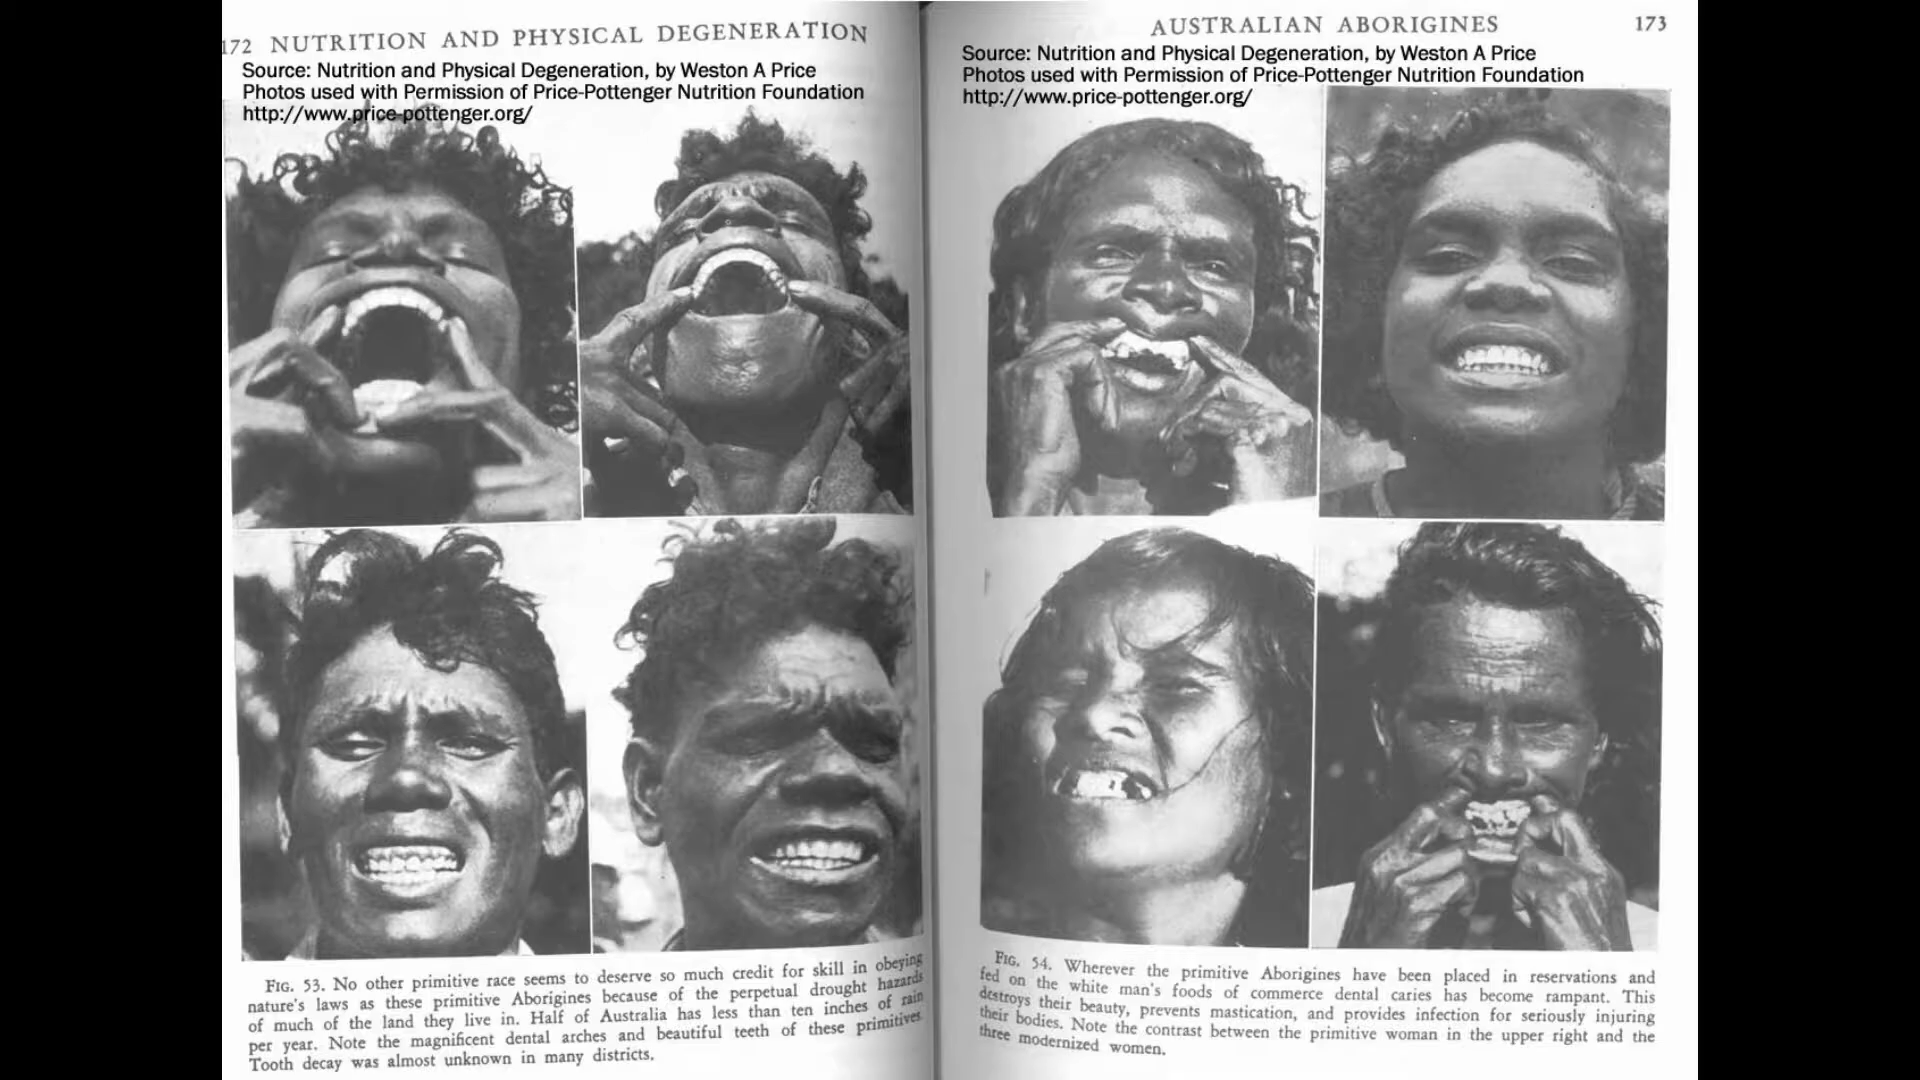 172 NUTRITION AND PHYSICAL DEGENERATION
Source: Nutrition and Physical Degeneration, by Weston A Price
Photos used with Permission of Price-Pottenger Nutrition Foundation
http://www.price-pottenger.org/
FIG. 53. No other primitive race seems to deserve so much credit for skill in obeying
nature's laws as these primitive Aborigines because of the perpetual drought hazards
of much of the land they live in. Half of Australia has less than ten inches of rain
per year. Note the magnificent dental arches and beautiful teeth of these primitives.
Tooth decay was almost unknown in many districts.
AUSTRALIAN ABORIGINES 173
Source: Nutrition and Physical Degeneration, by Weston A Price
Photos used with Permission of Price-Pottenger Nutrition Foundation
http://www.price-pottenger.org/
FIG. 54. Wherever the primitive Aborigines have been placed in reservations and
fed on the white man's foods of commerce dental caries has become rampant. This
destroys their beauty, prevents mastication, and provides infection for seriously injuring
their bodies. Note the contrast between the primitive woman in the upper right and the
three modernized women.